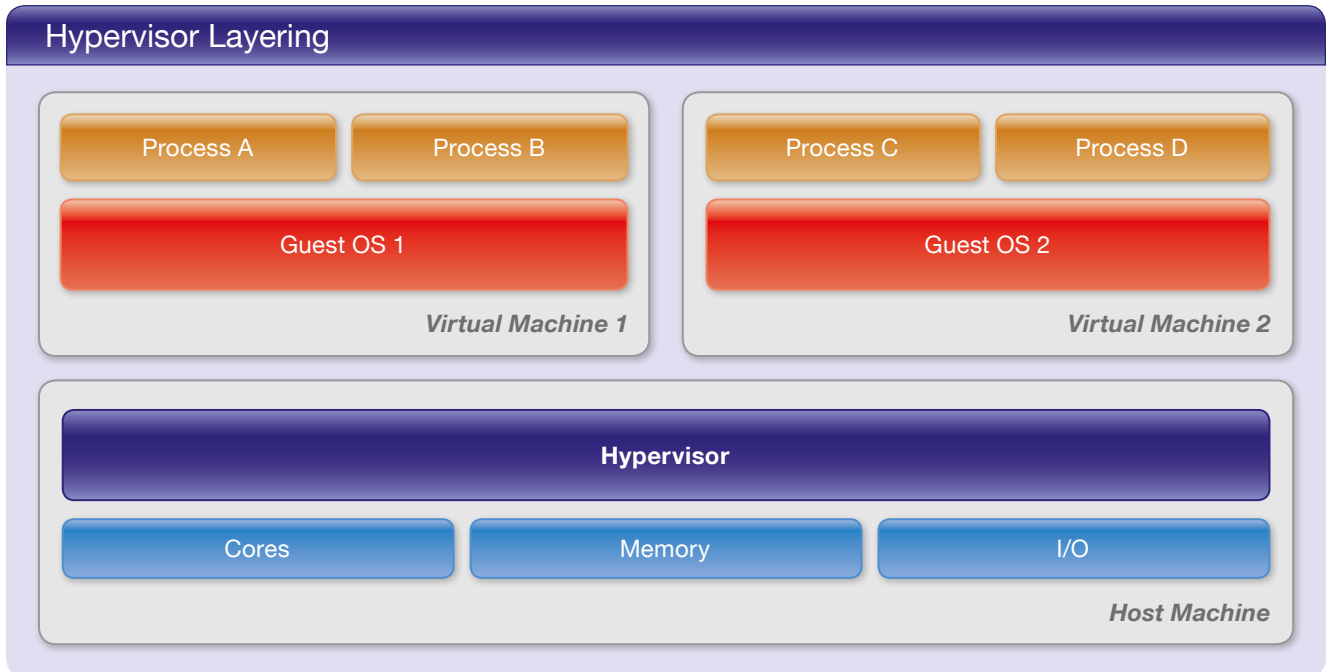 Hypervisor Layering
Process A
Process B
Guest OS 1
Virtual Machine 1
Process C
Process D
Guest OS 2
Virtual Machine 2
Hypervisor
Cores
Memory
I/O
Host Machine